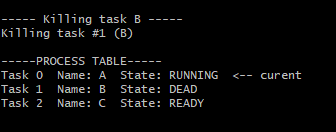 ----- Killing task B -----
Killing task #1 (B)
-----PROCESS TABLE-----
Task 0  Name: A  State: RUNNING  <-- curent
Task 1  Name: B  State: DEAD
Task 2  Name: C  State: READY